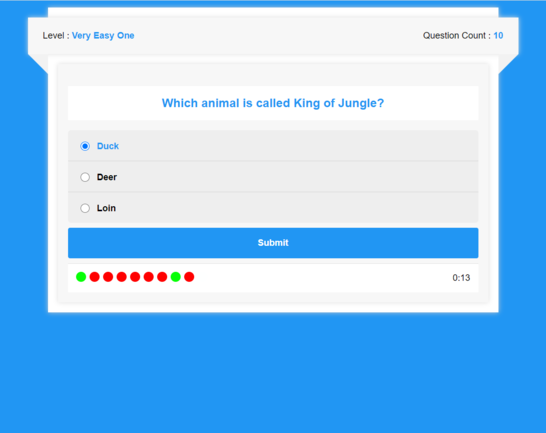 Level : Very Easy One
Question Count : 10
Which animal is called King of Jungle?
Duck
Deer
Loin
Submit
0:13